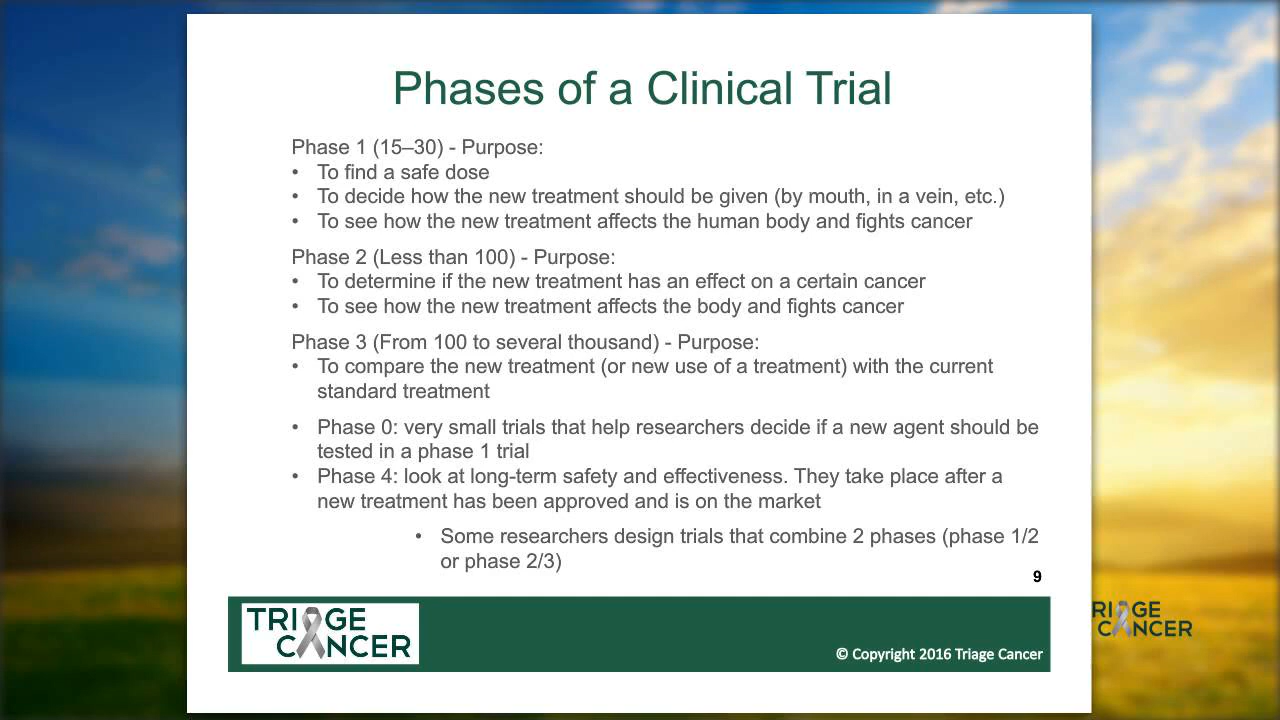 Phases of a Clinical Trial
Phase 1 (15–30) - Purpose:
• To find a safe dose
• To decide how the new treatment should be given (by mouth, in a vein, etc.)
• To see how the new treatment affects the human body and fights cancer
Phase 2 (Less than 100) - Purpose:
• To determine if the new treatment has an effect on a certain cancer
• To see how the new treatment affects the body and fights cancer
Phase 3 (From 100 to several thousand) - Purpose:
• To compare the new treatment (or new use of a treatment) with the current
standard treatment
• Phase 0: very small trials that help researchers decide if a new agent should be
tested in a phase 1 trial
• Phase 4: look at long-term safety and effectiveness. They take place after a
new treatment has been approved and is on the market
• Some researchers design trials that combine 2 phases (phase 1/2
or phase 2/3)
9
TRIAGE
CANCER
© Copyright 2016 Triage Cancer
RIAGE
CANCER